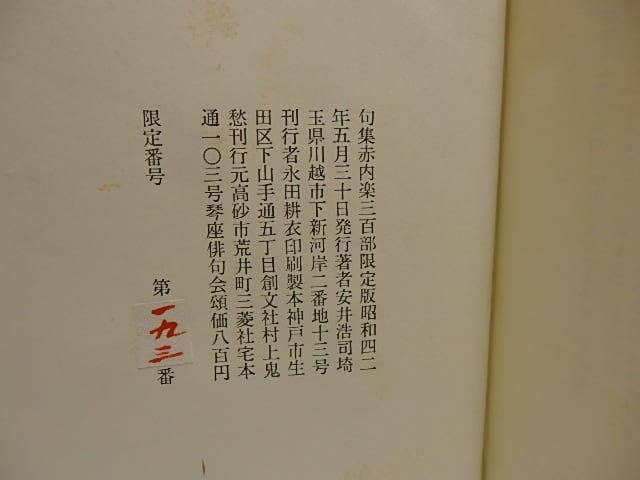 句集赤内楽三百部限定版昭和四二
年五月三十日発行著者安井浩司埼
玉県川越市下新河岸二番地十三号
刊行者永田耕衣印刷製本神戸市生
田区下山手通五丁目創文社村上鬼
愁刊行元高砂市荒井町三菱社宅本
通一〇三号琴座俳句会頒価八百円
限定番号 第一九三番